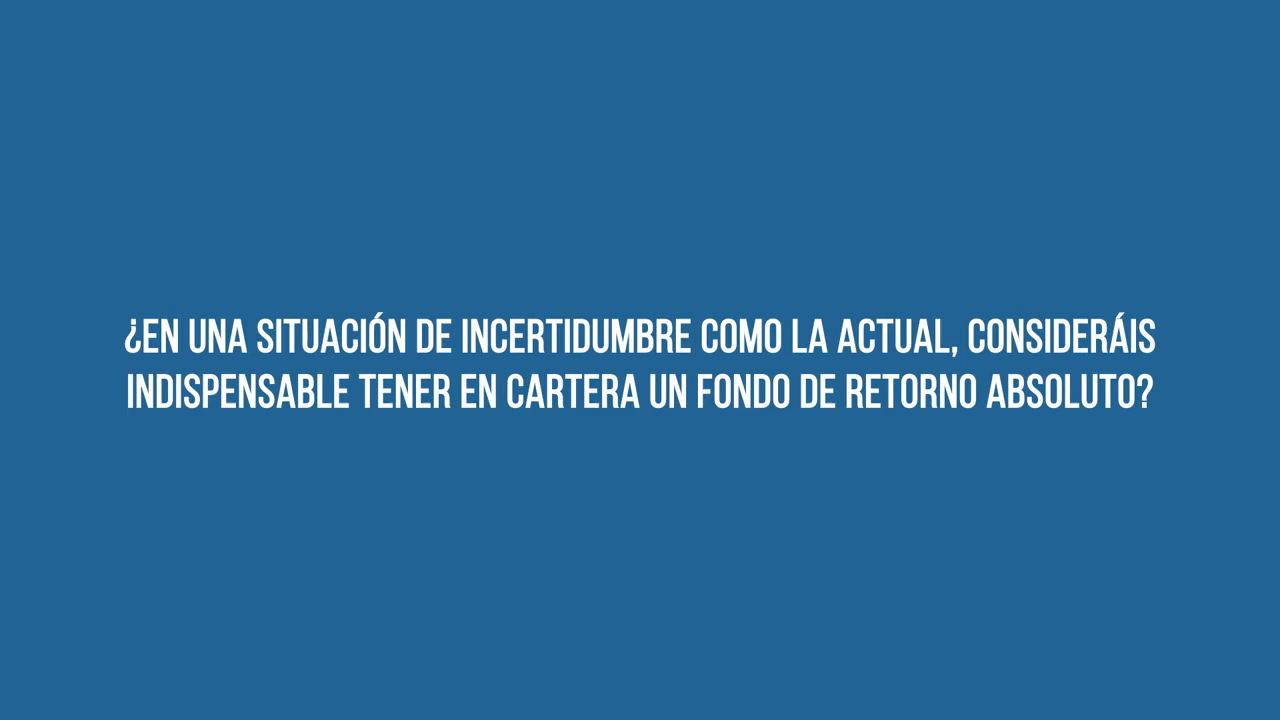 ¿EN UNA SITUACIÓN DE INCERTIDUMBRE COMO LA ACTUAL, CONSIDERÁIS
INDISPENSABLE TENER EN CARTERA UN FONDO DE RETORNO ABSOLUTO?